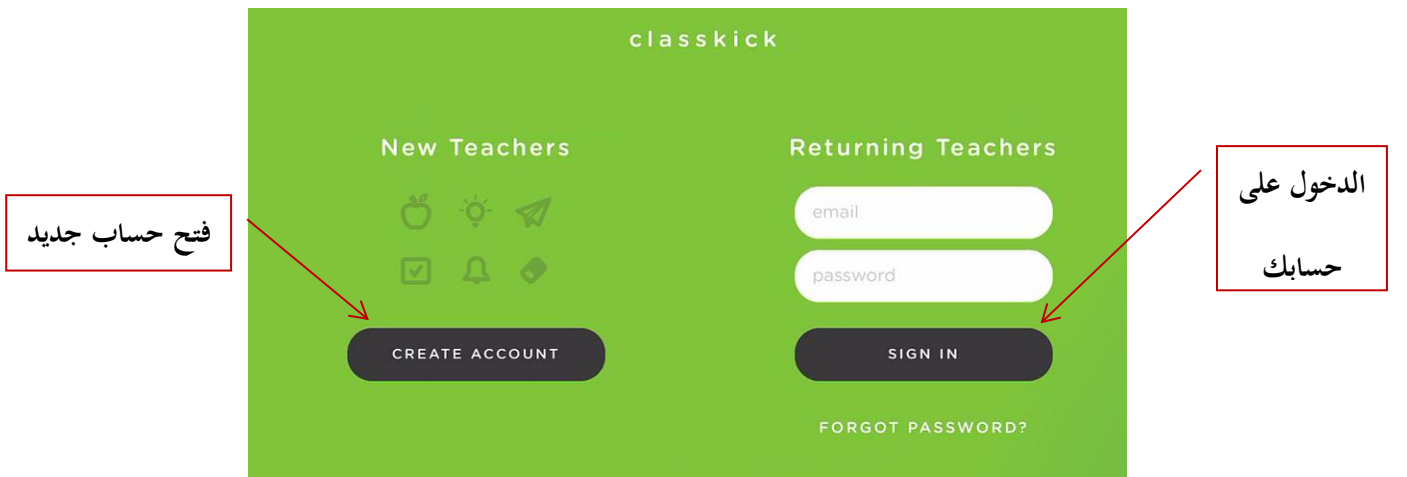 classkick
New Teachers
Returning Teachers
الدخول على
حسابك
email
فتح حساب جديد
password
CREATE ACCOUNT
SIGN IN
FORGOT PASSWORD?